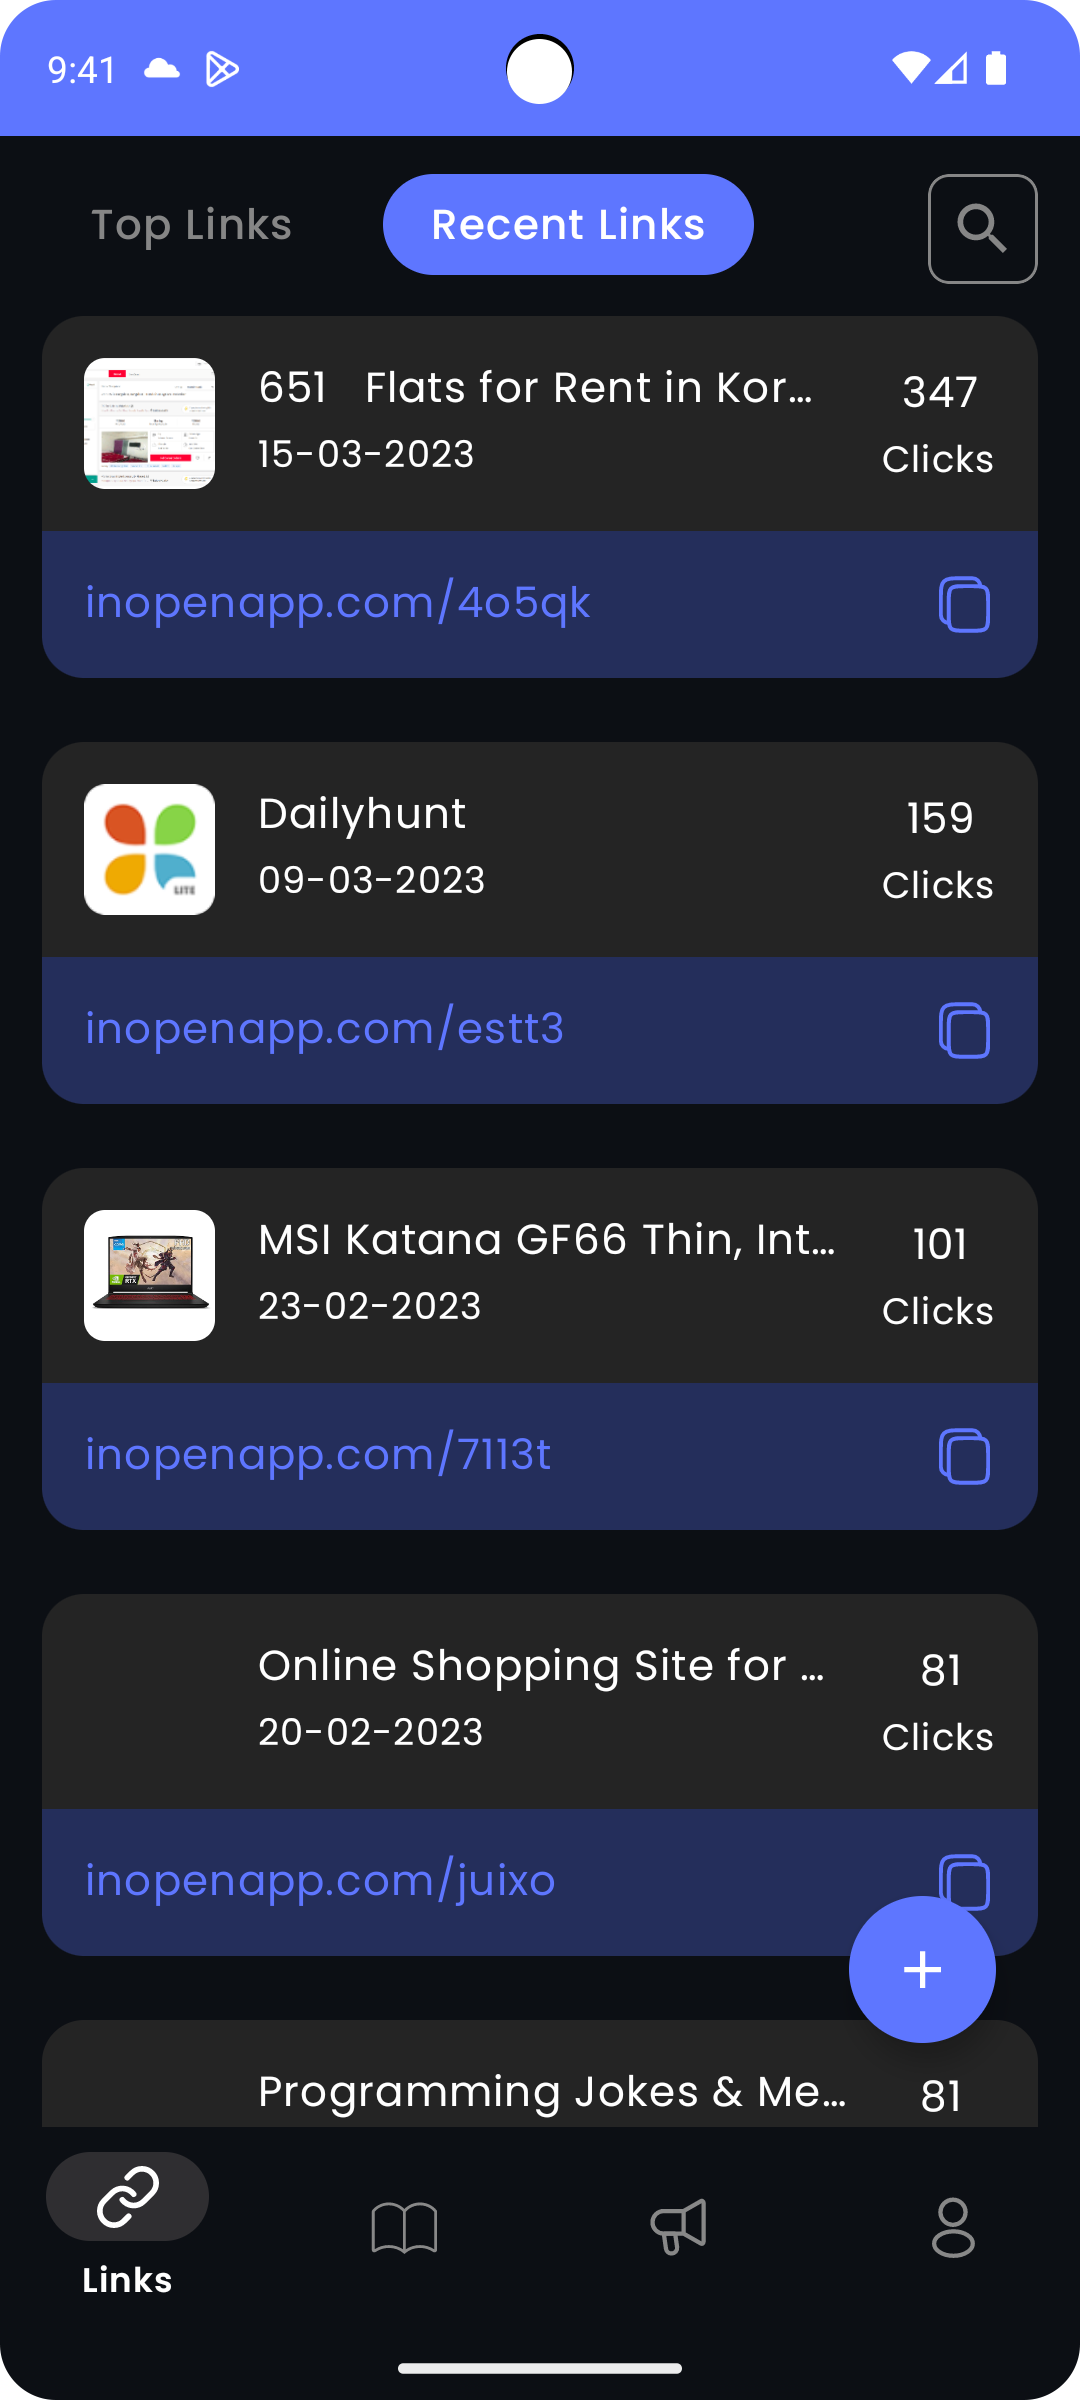 9:41
Top Links
Recent Links
651   Flats for Rent in Kor...
15-03-2023
347
Clicks
inopenapp.com/4o5qk
Dailyhunt
09-03-2023
159
Clicks
LITE
inopenapp.com/estt3
MSI Katana GF66 Thin, Int...
23-02-2023
101
Clicks
inopenapp.com/7113t
Online Shopping Site for ...
20-02-2023
81
Clicks
inopenapp.com/juixo
+
Programming Jokes & Me...
81
Links